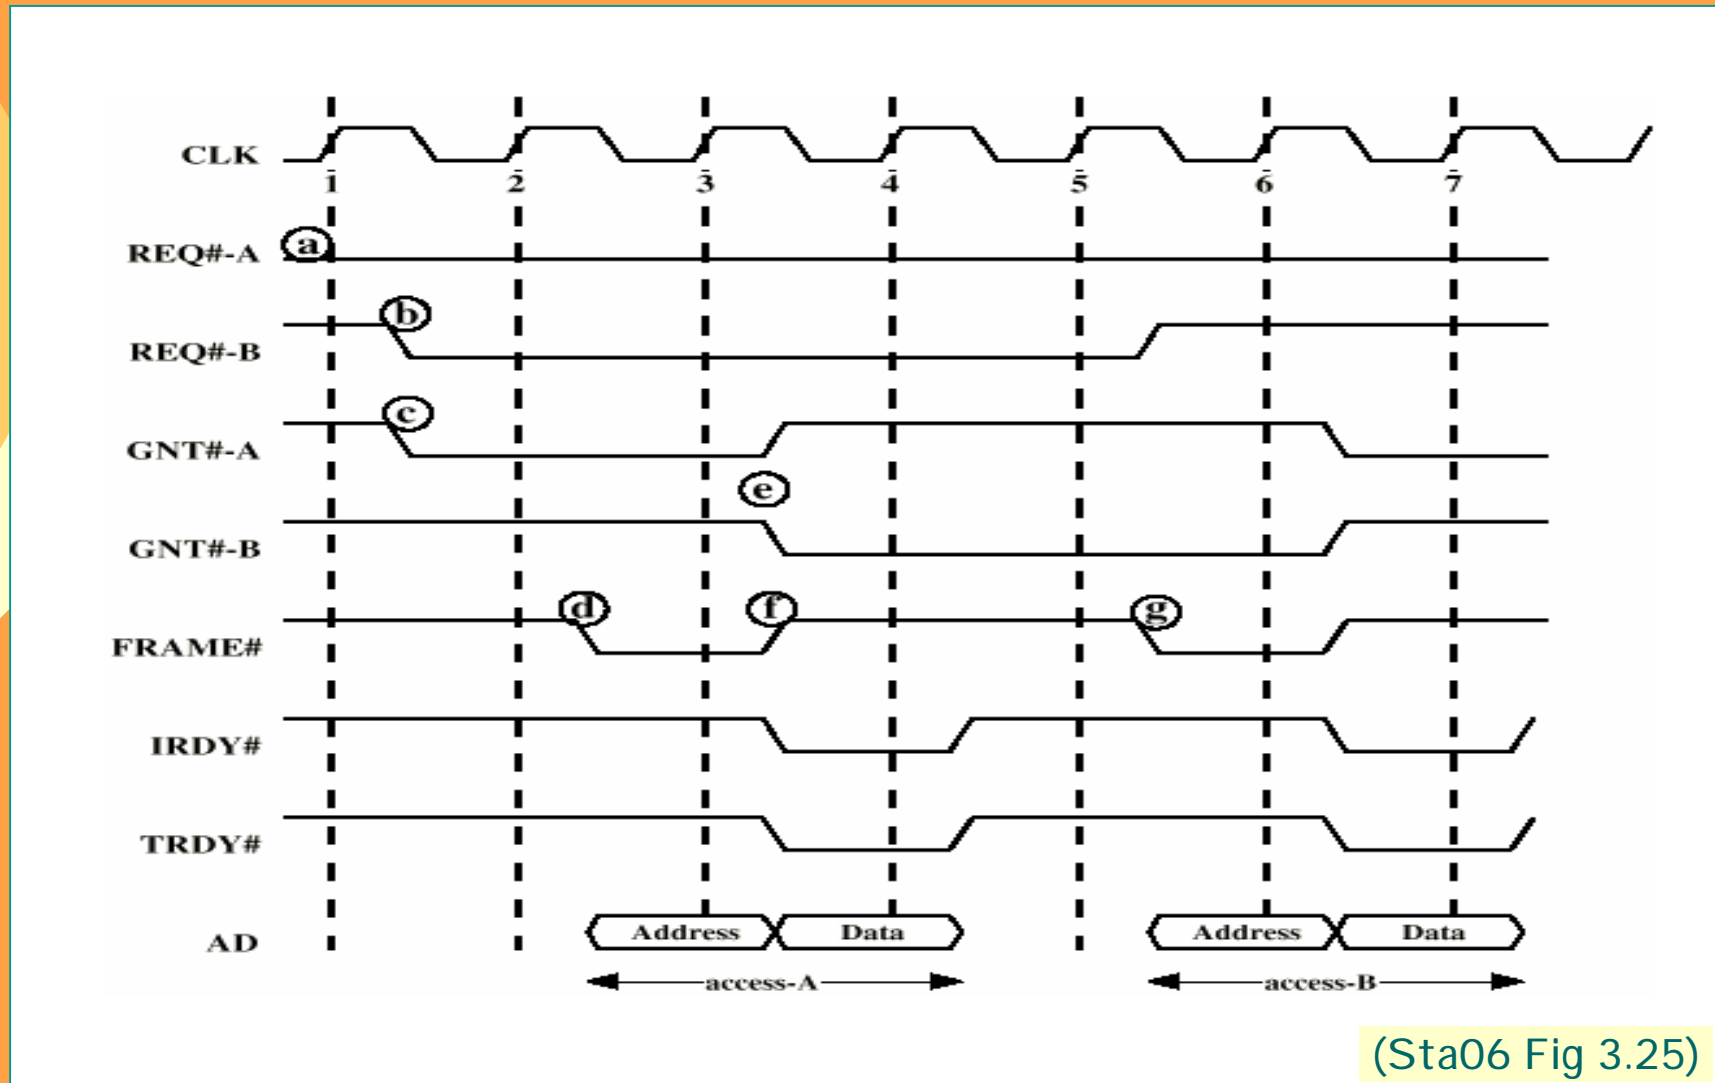 CLK
1 2 3 4 5 6 7
a
REQ#-A
b
REQ#-B
c
GNT#-A
e
GNT#-B
d f g
FRAME#
IRDY#
TRDY#
AD Address Data Address Data
access-A access-B
(Sta06 Fig 3.25)